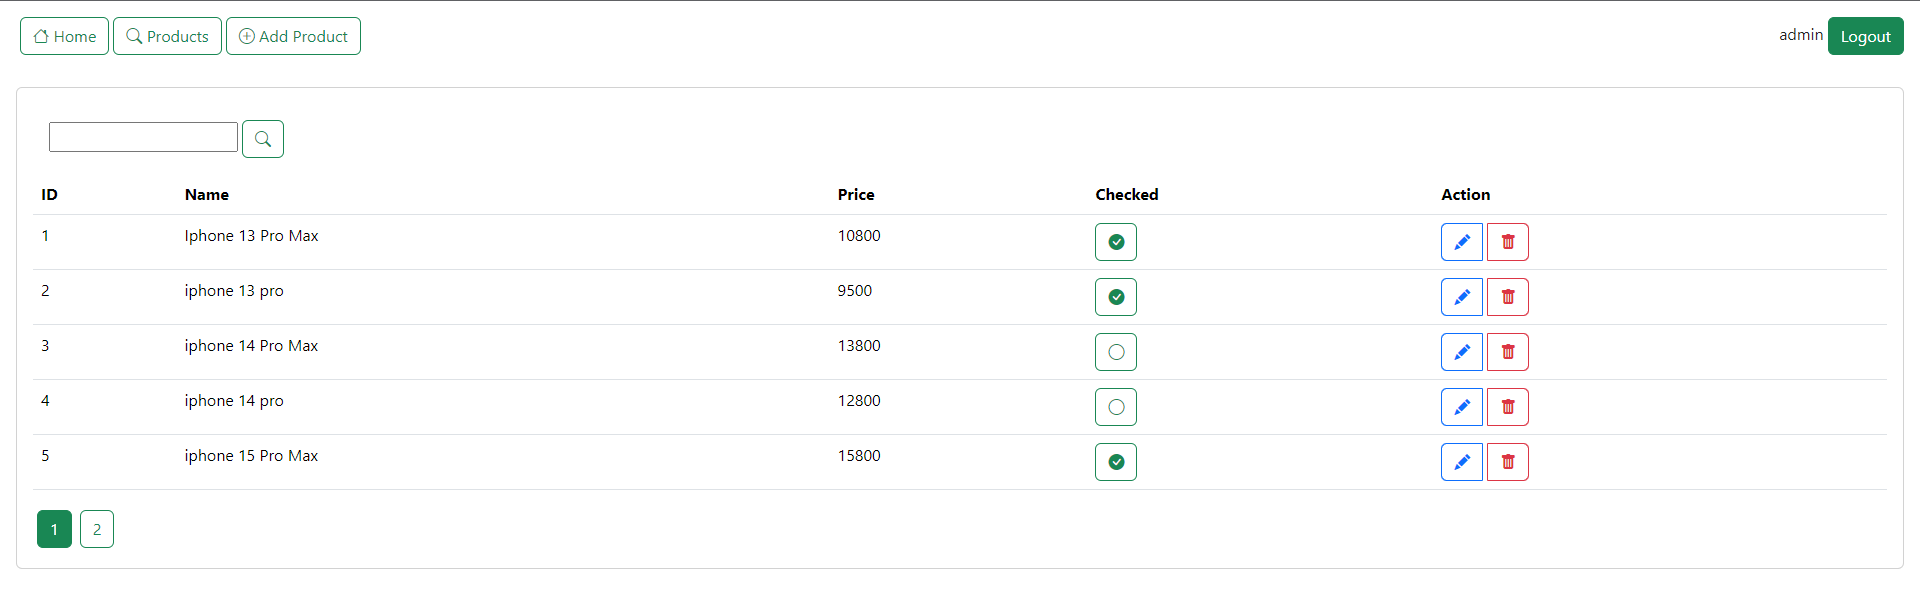 Home Products Add Product admin Logout
ID Name Price Checked Action
1 Iphone 13 Pro Max 10800
2 iphone 13 pro 9500
3 iphone 14 Pro Max 13800
4 iphone 14 pro 12800
5 iphone 15 Pro Max 15800
1 2